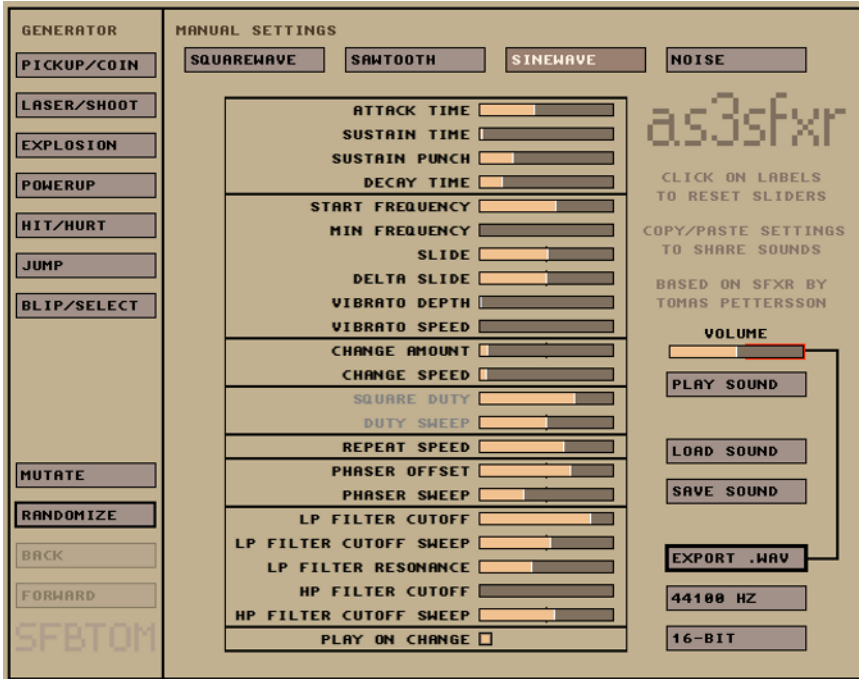 GENERATOR
PICKUP/COIN
LASER/SHOOT
EXPLOSION
POWERUP
HIT/HURT
JUMP
BLIP/SELECT
MUTATE
RANDOMIZE
BACK
FORWARD
SFBTOM
MANUAL SETTINGS
SQUAREWAVE
SAWTOOTH
SINEWAVE
NOISE
ATTACK TIME
SUSTAIN TIME
SUSTAIN PUNCH
DECAY TIME
START FREQUENCY
MIN FREQUENCY
SLIDE
DELTA SLIDE
VIBRATO DEPTH
VIBRATO SPEED
CHANGE AMOUNT
CHANGE SPEED
SQUARE DUTY
DUTY SWEEP
REPEAT SPEED
PHASER OFFSET
PHASER SWEEP
LP FILTER CUTOFF
LP FILTER CUTOFF SWEEP
LP FILTER RESONANCE
HP FILTER CUTOFF
HP FILTER CUTOFF SWEEP
PLAY ON CHANGE
as3sfxr
CLICK ON LABELS
TO RESET SLIDERS
COPY/PASTE SETTINGS
TO SHARE SOUNDS
BASED ON SFXR BY
TOMAS PETTERSSON
VOLUME
PLAY SOUND
LOAD SOUND
SAVE SOUND
EXPORT .WAV
44100 HZ
16-BIT